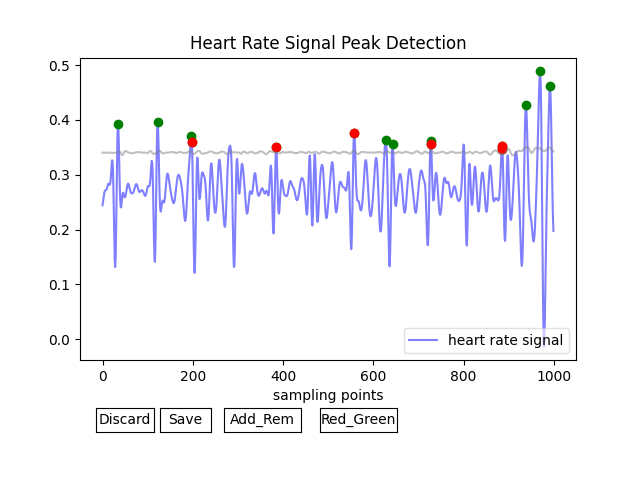 Heart Rate Signal Peak Detection
0.5
0.4
0.3
0.2
0.1
0.0
heart rate signal
0 200 400 600 800 1000
sampling points
Discard Save Add_Rem Red_Green